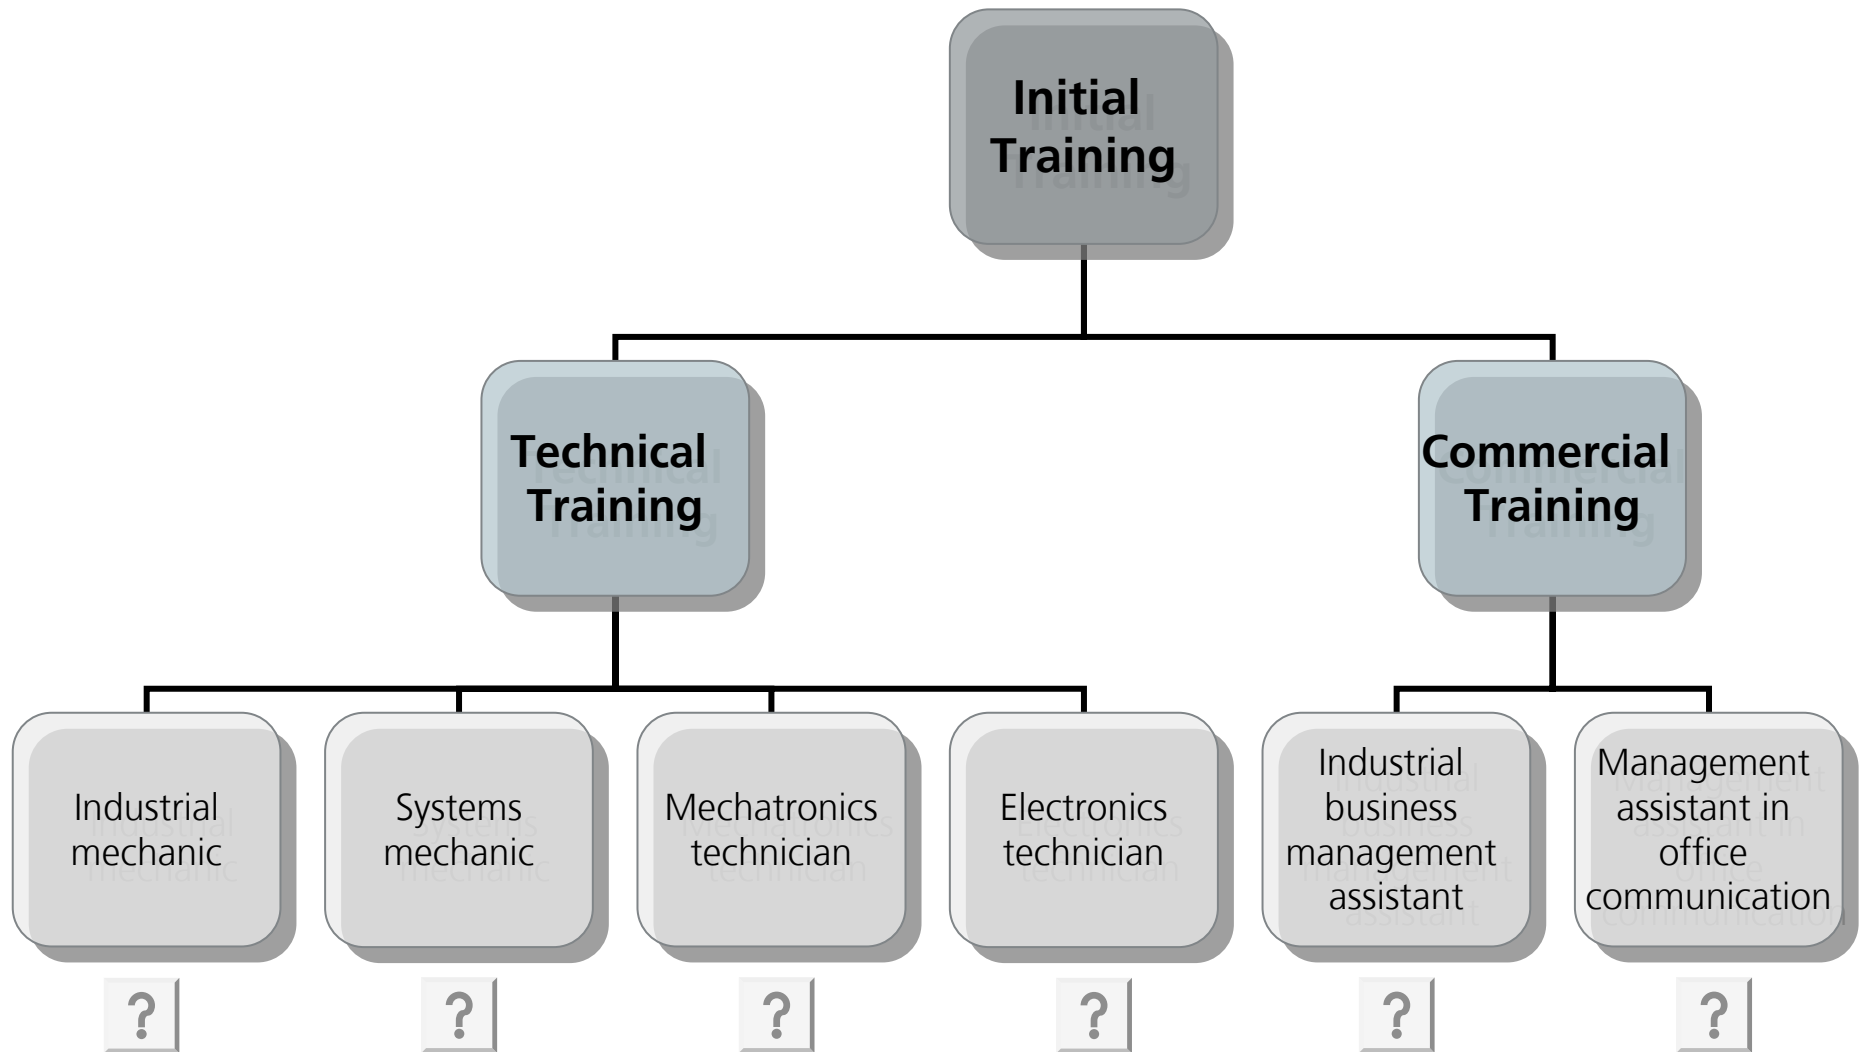 Initial
Training
Technical
Training
Commercial
Training
Industrial
mechanic
Systems
mechanic
Mechatronics
technician
Electronics
technician
Industrial
business
management
assistant
Management
assistant in
office
communication
?
?
?
?
?
?